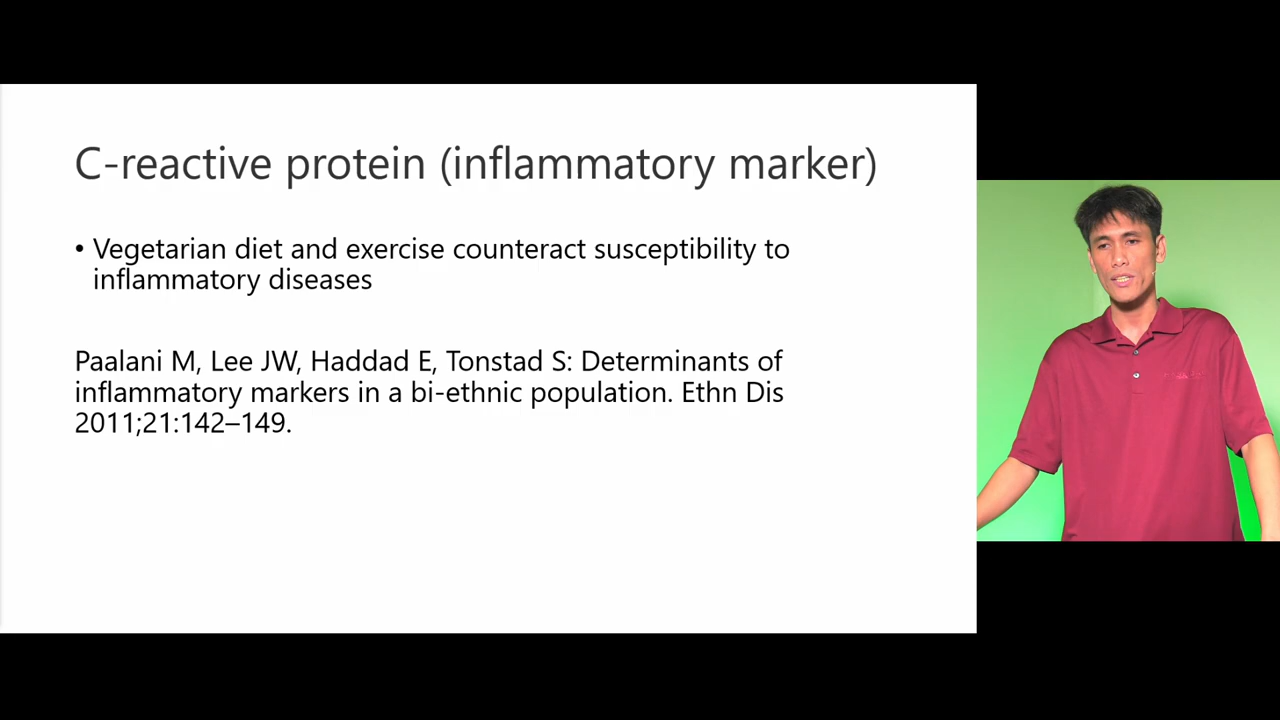 C-reactive protein (inflammatory marker)
• Vegetarian diet and exercise counteract susceptibility to
inflammatory diseases
Paalani M, Lee JW, Haddad E, Tonstad S: Determinants of
inflammatory markers in a bi-ethnic population. Ethn Dis
2011;21:142–149.